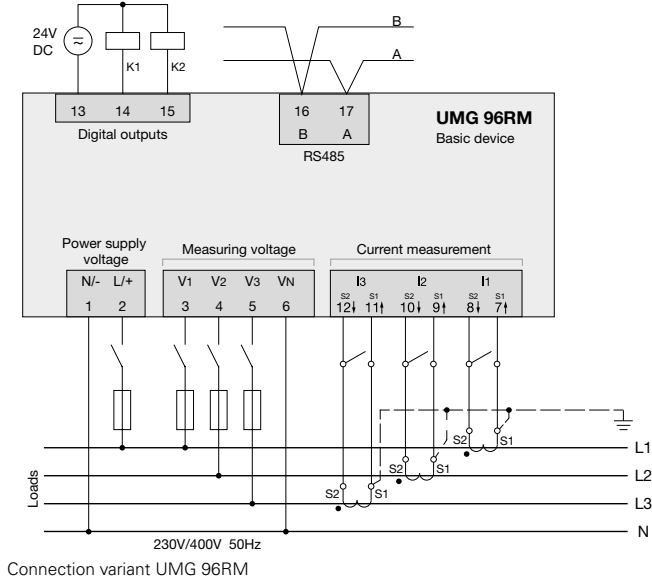 24V
DC
K1
K2
B
A
13 14 15
Digital outputs
16 17
B A
RS485
UMG 96RM
Basic device
Power supply
voltage
Measuring voltage
Current measurement
N/- L/+
1 2
V1 V2 V3 VN
3 4 5 6
I3 I2 I1
S2 S1 S2 S1 S2 S1
12 11 10 9 8 7
S2 S1
L1
S2 S1
L2
S2 S1
L3
N
Loads
230V/400V 50Hz
Connection variant UMG 96RM